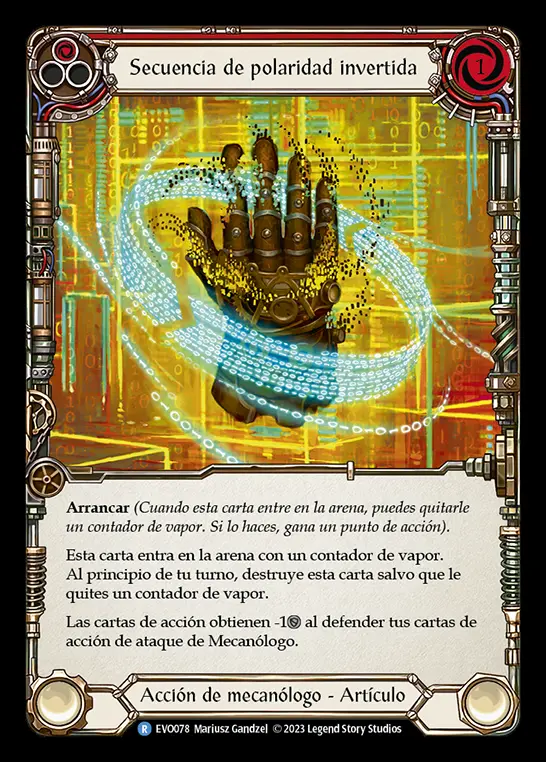 Secuencia de polaridad invertida
1
Arrancar (Cuando esta carta entre en la arena, puedes quitarle
un contador de vapor. Si lo haces, gana un punto de acción).
Esta carta entra en la arena con un contador de vapor.
Al principio de tu turno, destruye esta carta salvo que le
quites un contador de vapor.
Las cartas de acción obtienen -1 al defender tus cartas de
acción de ataque de Mecanólogo.
Acción de mecanólogo - Artículo
R EVO078 Mariusz Gandzel © 2023 Legend Story Studios